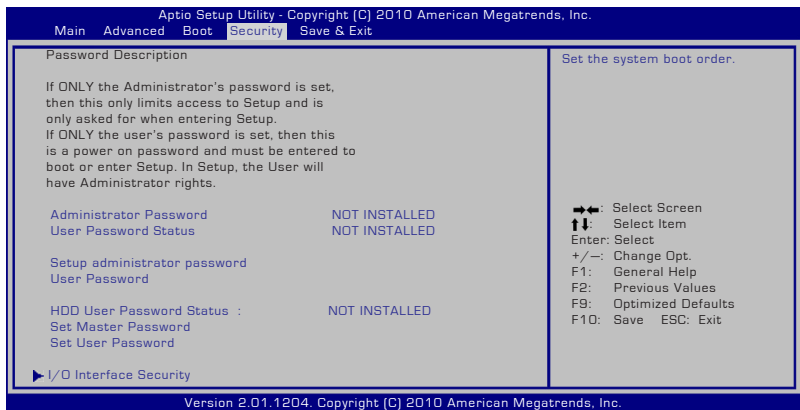 Aptio Setup Utility - Copyright (C) 2010 American Megatrends, Inc.
Main Advanced Boot Security Save & Exit
Password Description
If ONLY the Administrator's password is set,
then this only limits access to Setup and is
only asked for when entering Setup.
If ONLY the user's password is set, then this
is a power on password and must be entered to
boot or enter Setup. In Setup, the User will
have Administrator rights.
Administrator Password NOT INSTALLED
User Password Status NOT INSTALLED
Setup administrator password
User Password
HDD User Password Status : NOT INSTALLED
Set Master Password
Set User Password
I/O Interface Security
Set the system boot order.
→←: Select Screen
↑↓: Select Item
Enter: Select
+/—: Change Opt.
F1: General Help
F2: Previous Values
F9: Optimized Defaults
F10: Save ESC: Exit
Version 2.01.1204. Copyright (C) 2010 American Megatrends, Inc.